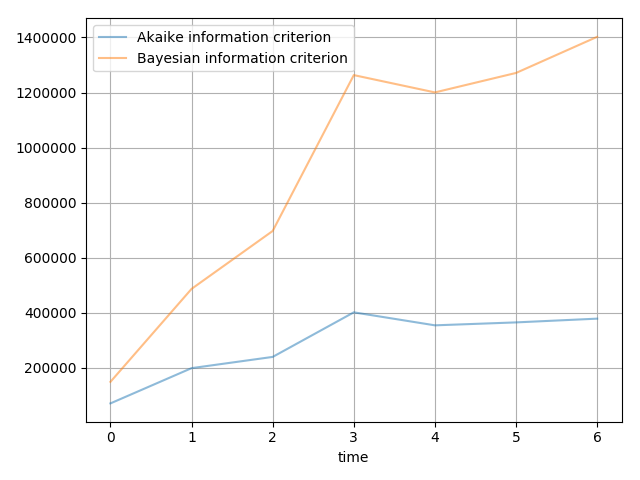 Akaike information criterion
Bayesian information criterion
1400000
1200000
1000000
800000
600000
400000
200000
0 1 2 3 4 5 6
time